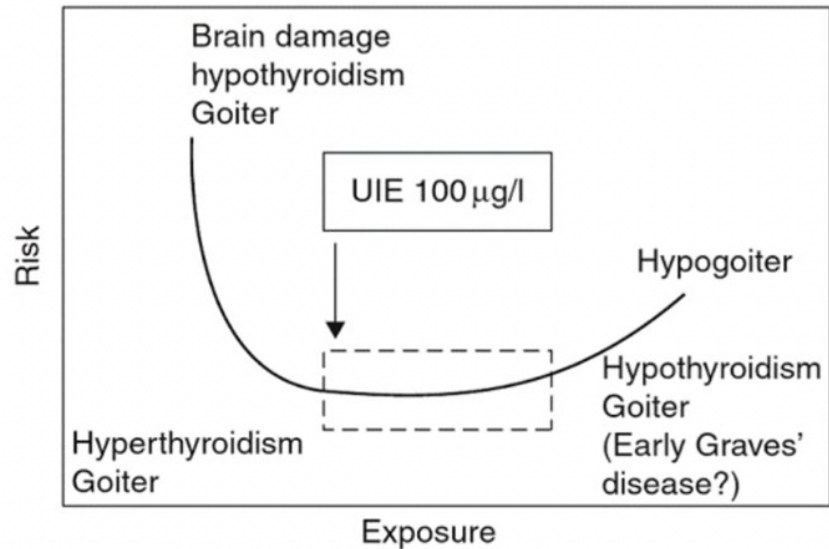 Brain damage
hypothyroidism
Goiter
UIE 100 μg/l
Hypogoiter
Risk
Hypothyroidism
Goiter
(Early Graves’
disease?)
Hyperthyroidism
Goiter
Exposure